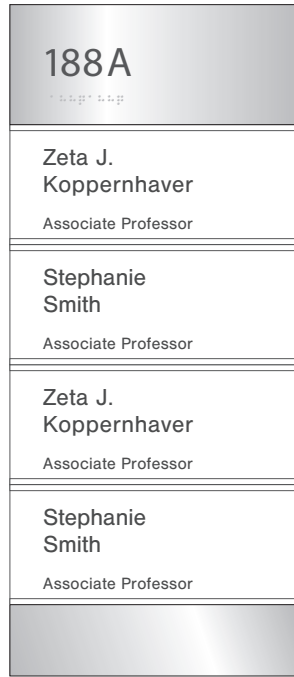 188A
Zeta J.
Koppernhaver
Associate Professor
Stephanie
Smith
Associate Professor
Zeta J.
Koppernhaver
Associate Professor
Stephanie
Smith
Associate Professor